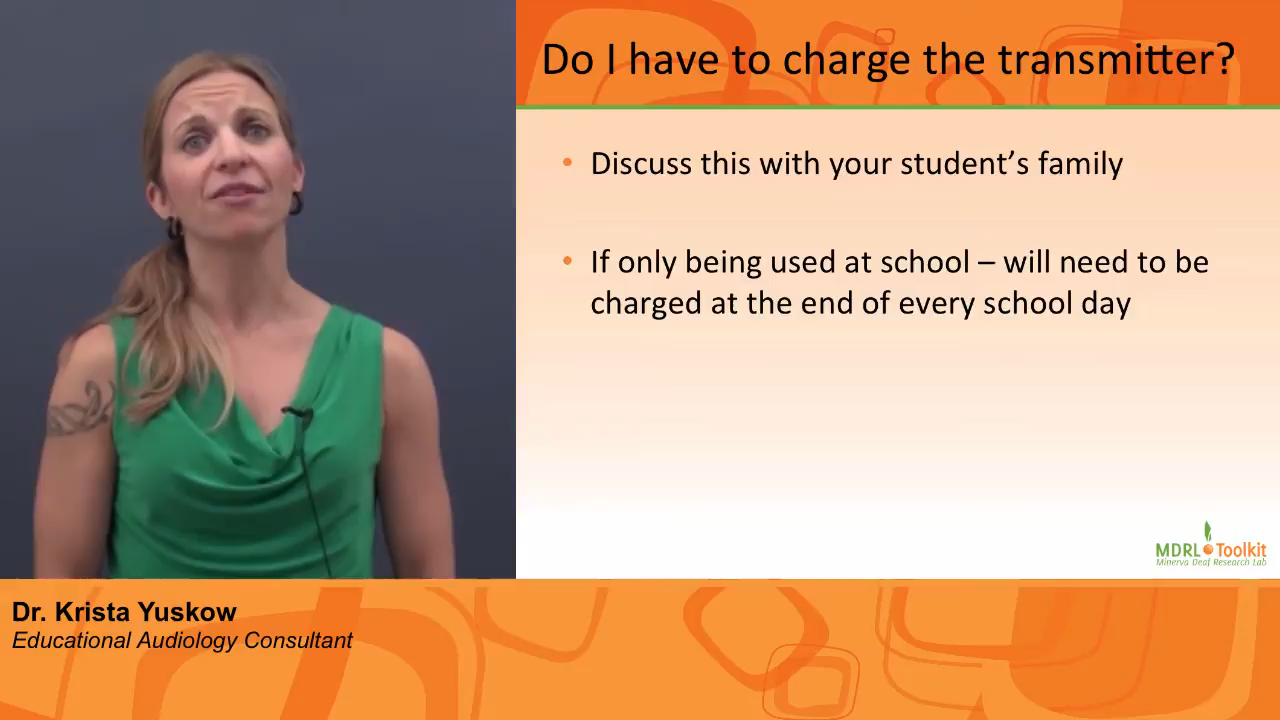 Do I have to charge the transmitter?
• Discuss this with your student’s family
• If only being used at school – will need to be
charged at the end of every school day
MDRL Toolkit
Minerva Deaf Research Lab
Dr. Krista Yuskow
Educational Audiology Consultant